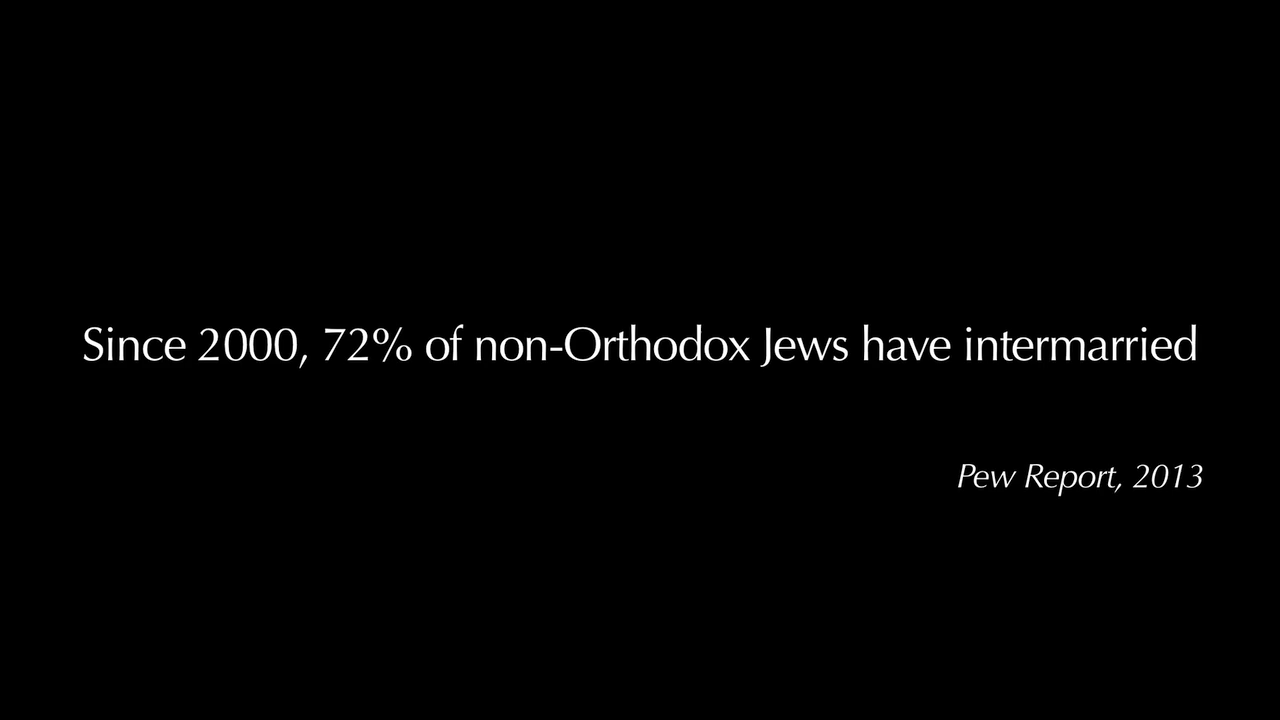 Since 2000, 72% of non-Orthodox Jews have intermarried
Pew Report, 2013